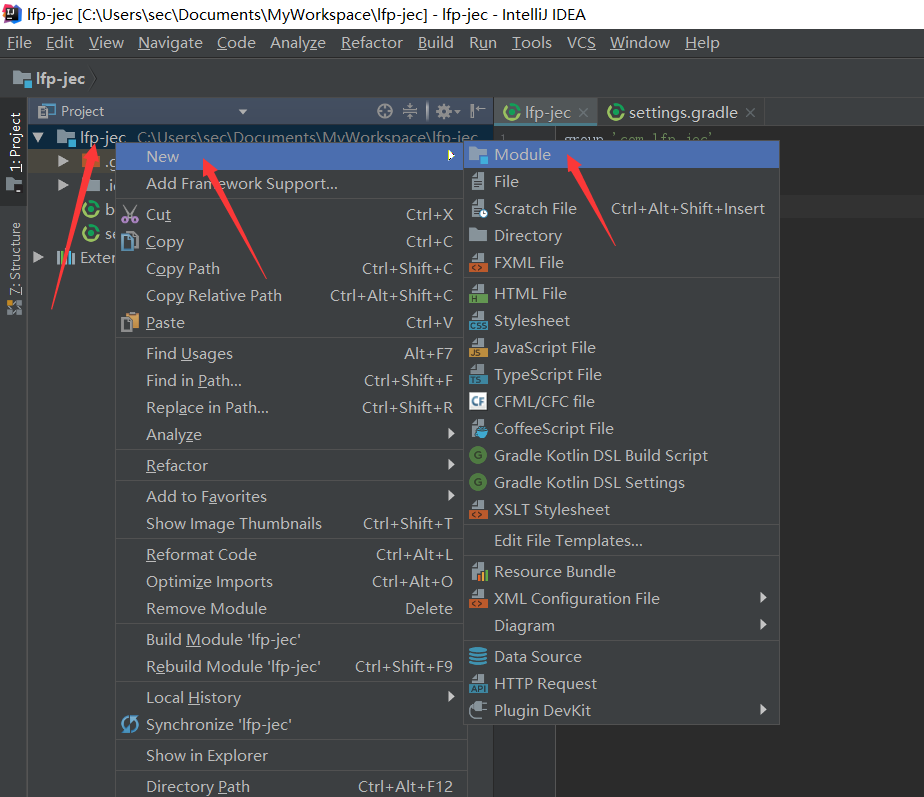 lfp-jec [C:\Users\sec\Documents\MyWorkspace\lfp-jec] - lfp-jec - IntelliJ IDEA
File Edit View Navigate Code Analyze Refactor Build Run Tools VCS Window Help
lfp-jec
1: Project
Z: Structure
Project
lfp-jec C:\Users\sec\Documents\MyWorkspace\lfp-jec
.g
.i
b
se
Exter
lfp-jec
settings.gradle
1
group 'com.lfp-jec'
New
Add Framework Support...
Cut Ctrl+X
Copy Ctrl+C
Copy Path Ctrl+Shift+C
Copy Relative Path Ctrl+Alt+Shift+C
Paste Ctrl+V
Find Usages Alt+F7
Find in Path... Ctrl+Shift+F
Replace in Path... Ctrl+Shift+R
Analyze
Refactor
Add to Favorites
Show Image Thumbnails Ctrl+Shift+T
Reformat Code Ctrl+Alt+L
Optimize Imports Ctrl+Alt+O
Remove Module Delete
Build Module 'lfp-jec'
Rebuild Module 'lfp-jec' Ctrl+Shift+F9
Local History
Synchronize 'lfp-jec'
Show in Explorer
Directory Path Ctrl+Alt+F12
Module
File
Scratch File Ctrl+Alt+Shift+Insert
Directory
FXML File
HTML File
Stylesheet
JavaScript File
TypeScript File
CFML/CFC file
CoffeeScript File
Gradle Kotlin DSL Build Script
Gradle Kotlin DSL Settings
XSLT Stylesheet
Edit File Templates...
Resource Bundle
XML Configuration File
Diagram
Data Source
HTTP Request
Plugin DevKit